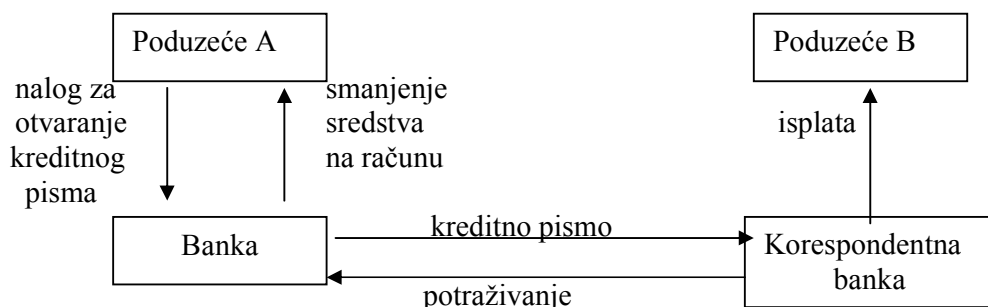 Poduzeće A
Poduzeće B
nalog za
otvaranje
kreditnog
pisma
smanjenje
sredstva
na računu
isplata
Banka
kreditno pismo
Korespondentna
banka
potraživanje